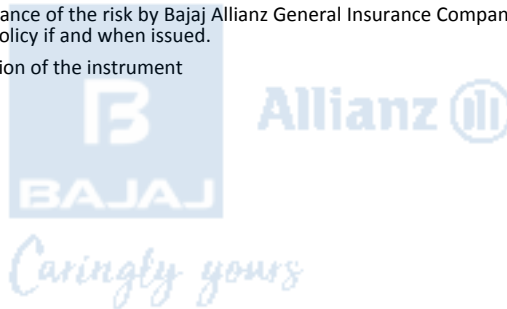 ance of the risk by Bajaj Allianz General Insurance Compan
olicy if and when issued.
ion of the instrument
B Allianz
BAJAJ
Caringly yours